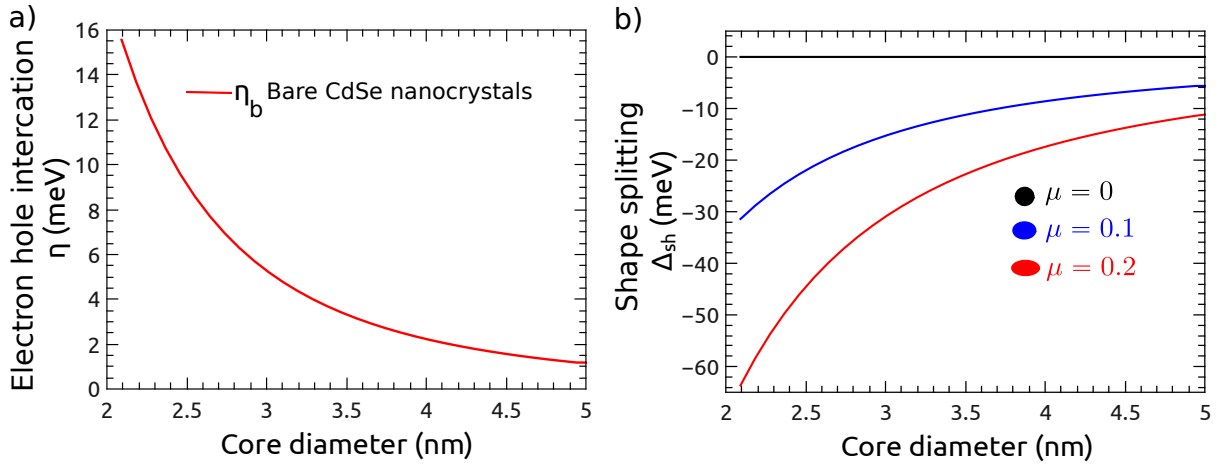 a)
Electron hole intercation
η (meV)
16
14
12
10
8
6
4
2
0
η_b Bare CdSe nanocrystals
2
2.5
3
3.5
4
4.5
5
Core diameter (nm)
b)
Shape splitting
Δ_sh (meV)
0
−10
−20
−30
−40
−50
−60
μ = 0
μ = 0.1
μ = 0.2
2
2.5
3
3.5
4
4.5
5
Core diameter (nm)